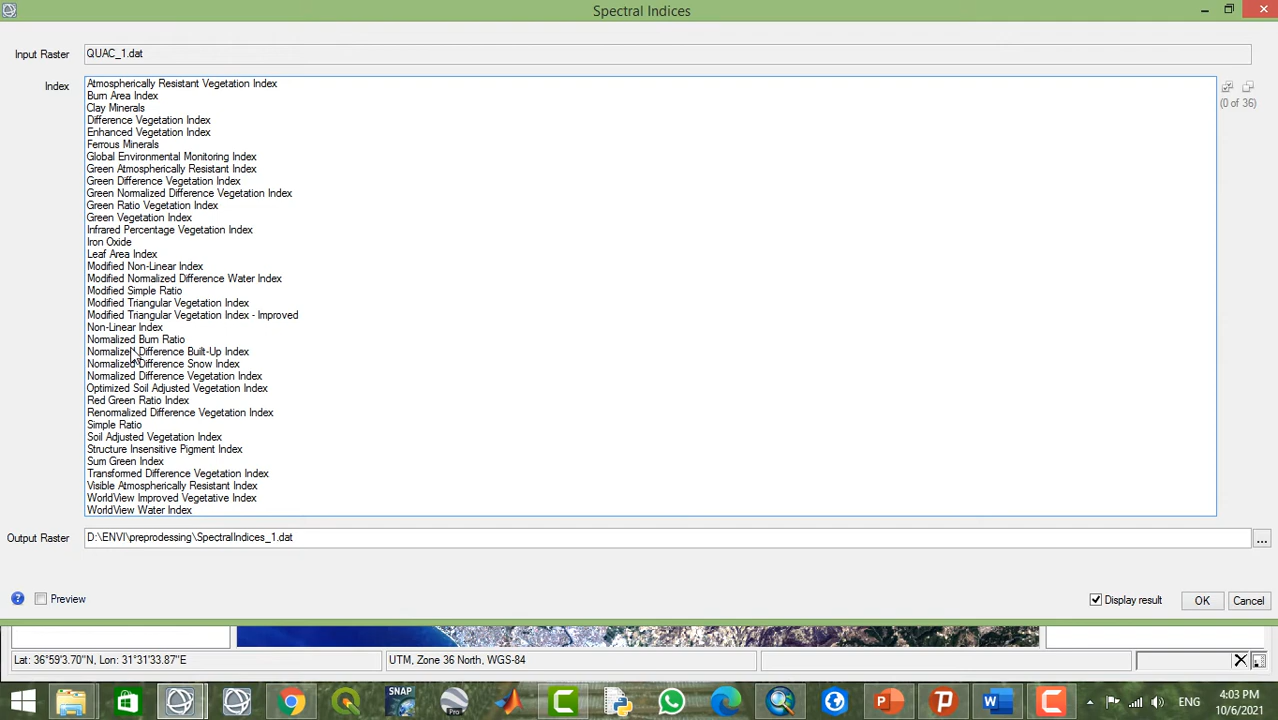 Spectral Indices
Input Raster
QUAC_1.dat
Index
Atmospherically Resistant Vegetation Index
Burn Area Index
Clay Minerals
Difference Vegetation Index
Enhanced Vegetation Index
Ferrous Minerals
Global Environmental Monitoring Index
Green Atmospherically Resistant Index
Green Difference Vegetation Index
Green Normalized Difference Vegetation Index
Green Ratio Vegetation Index
Green Vegetation Index
Infrared Percentage Vegetation Index
Iron Oxide
Leaf Area Index
Modified Non-Linear Index
Modified Normalized Difference Water Index
Modified Simple Ratio
Modified Triangular Vegetation Index
Modified Triangular Vegetation Index - Improved
Non-Linear Index
Normalized Burn Ratio
Normalized Difference Built-Up Index
Normalized Difference Snow Index
Normalized Difference Vegetation Index
Optimized Soil Adjusted Vegetation Index
Red Green Ratio Index
Renormalized Difference Vegetation Index
Simple Ratio
Soil Adjusted Vegetation Index
Structure Insensitive Pigment Index
Sum Green Index
Transformed Difference Vegetation Index
Visible Atmospherically Resistant Index
WorldView Improved Vegetative Index
WorldView Water Index
(0 of 36)
Output Raster
D:\ENVI\preprodessing\SpectralIndices_1.dat
...
? Preview
Display result
OK
Cancel
Lat: 36°59'3.70"N, Lon: 31°31'33.87"E
UTM, Zone 36 North, WGS-84
SNAP
Pro
ENG
4:03 PM
10/6/2021